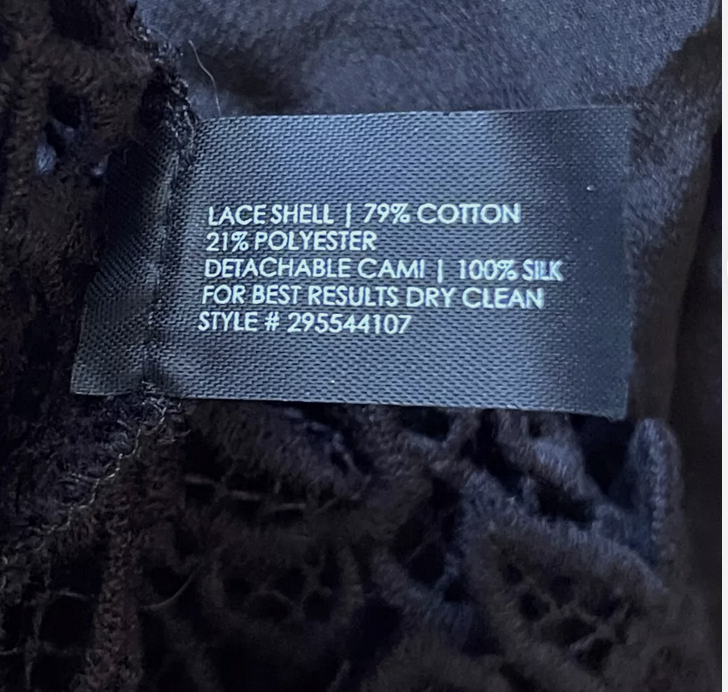 LACE SHELL | 79% COTTON
21% POLYESTER
DETACHABLE CAMI | 100% SILK
FOR BEST RESULTS DRY CLEAN
STYLE # 295544107